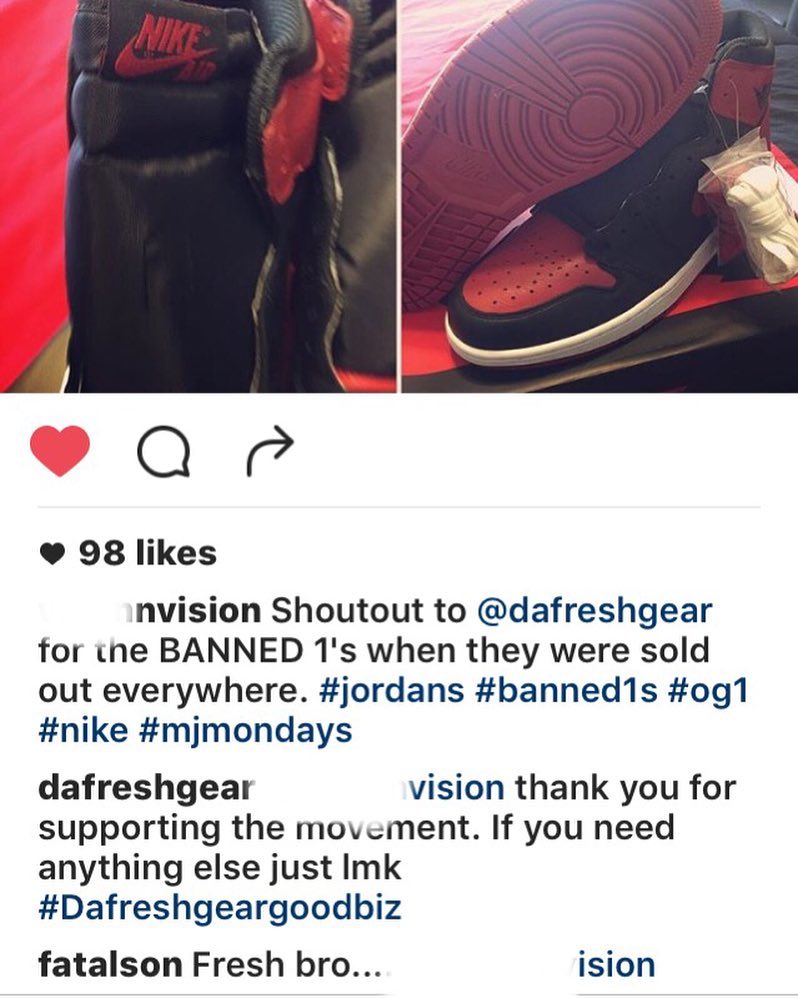 NIKE
AIR
98 likes
nvision Shoutout to @dafreshgear
for the BANNED 1's when they were sold
out everywhere. #jordans #banned1s #og1
#nike #mjmondays
dafreshgear vision thank you for
supporting the movement. If you need
anything else just lmk
#Dafreshgeargoodbiz
fatalson Fresh bro.... ision